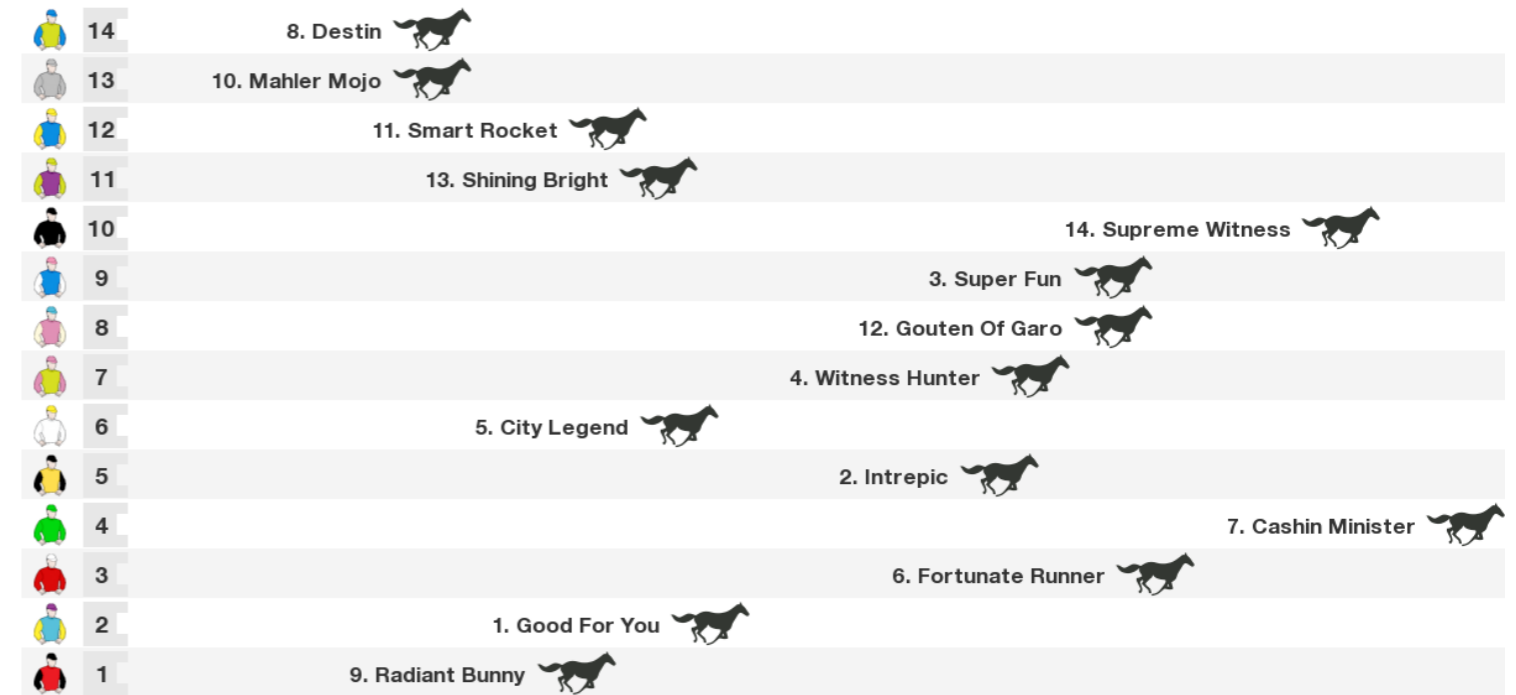 14 8. Destin
13 10. Mahler Mojo
12 11. Smart Rocket
11 13. Shining Bright
10 14. Supreme Witness
9 3. Super Fun
8 12. Gouten Of Garo
7 4. Witness Hunter
6 5. City Legend
5 2. Intrepic
4 7. Cashin Minister
3 6. Fortunate Runner
2 1. Good For You
1 9. Radiant Bunny